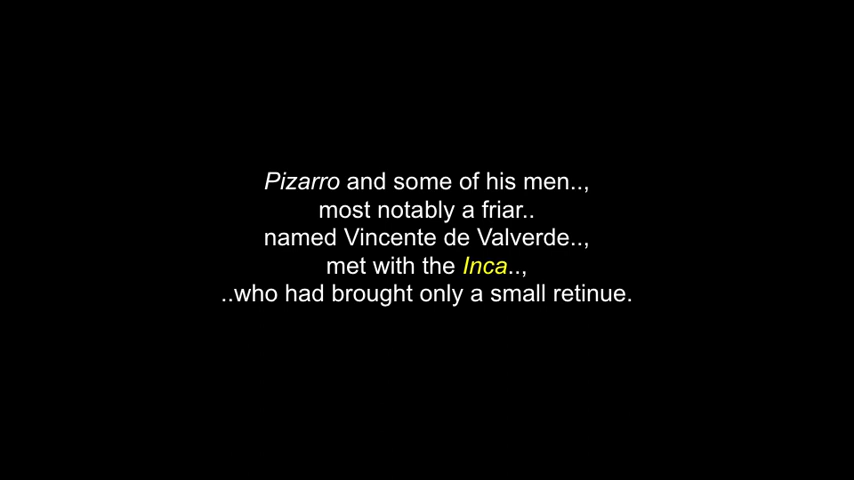 Pizarro and some of his men..,
most notably a friar..
named Vincente de Valverde..,
met with the Inca..,
..who had brought only a small retinue.